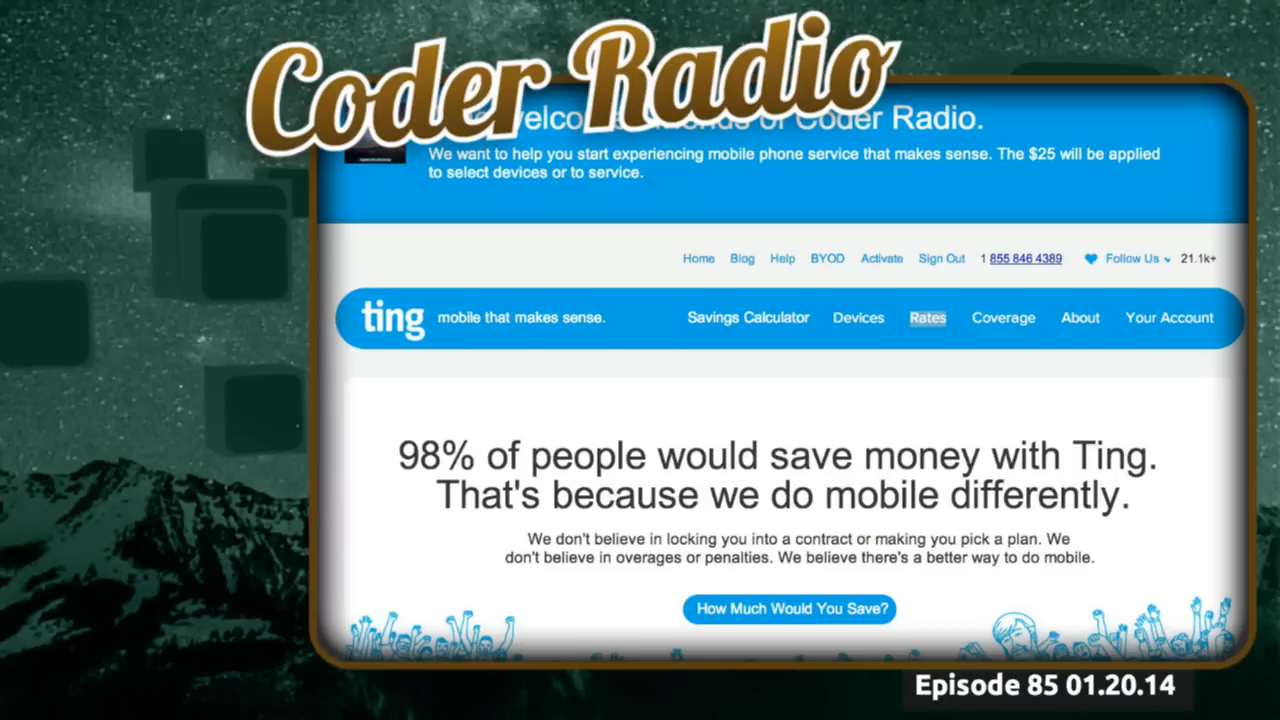 Coder Radio
Coder Radio.
We want to help you start experiencing mobile phone service that makes sense. The $25 will be applied
to select devices or to service.
Home Blog Help BYOD Activate Sign Out 1 855 846 4389 Follow Us 21.1k+
ting mobile that makes sense. Savings Calculator Devices Rates Coverage About Your Account
98% of people would save money with Ting.
That's because we do mobile differently.
We don't believe in locking you into a contract or making you pick a plan. We
don't believe in overages or penalties. We believe there's a better way to do mobile.
How Much Would You Save?
Episode 85 01.20.14